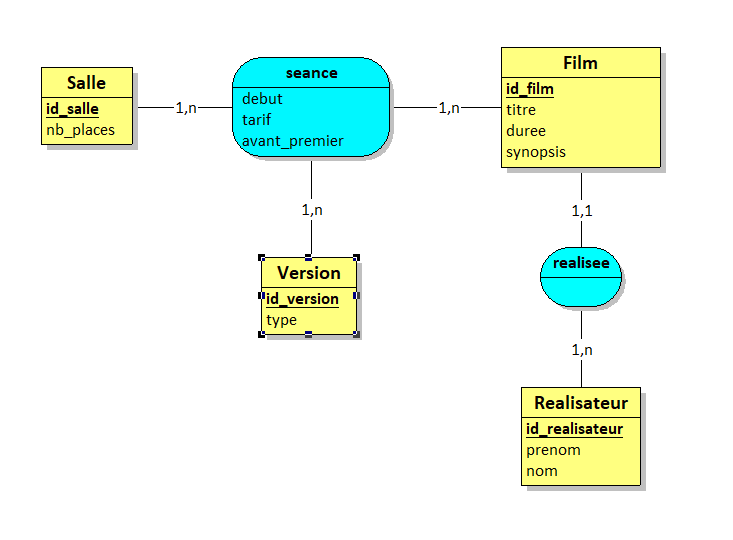 Salle
id_salle
nb_places
1,n
seance
debut
tarif
avant_premier
1,n
Film
id_film
titre
duree
synopsis
1,n
1,1
Version
id_version
type
realisee
1,n
Realisateur
id_realisateur
prenom
nom